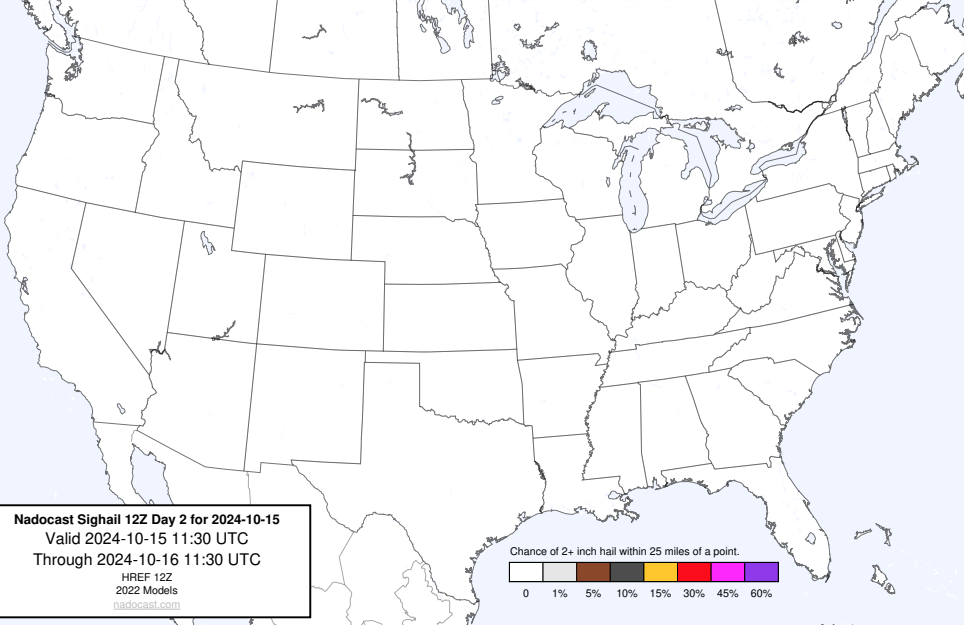 Nadocast Sighail 12Z Day 2 for 2024-10-15
Valid 2024-10-15 11:30 UTC
Through 2024-10-16 11:30 UTC
HREF 12Z
2022 Models
nadocast.com
Chance of 2+ inch hail within 25 miles of a point.
0 1% 5% 10% 15% 30% 45% 60%